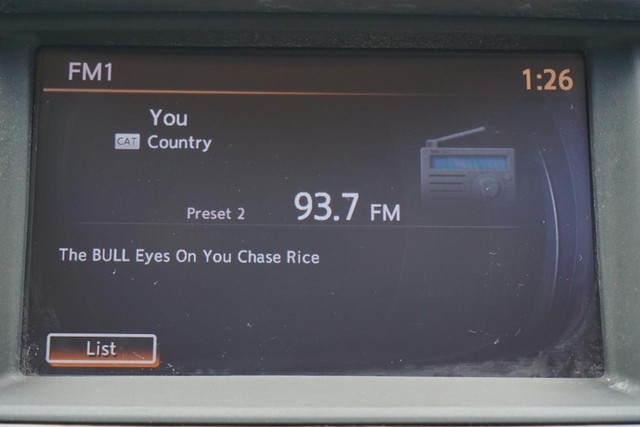 FM1 1:26
You
CAT Country
Preset 2 93.7 FM
The BULL Eyes On You Chase Rice
List